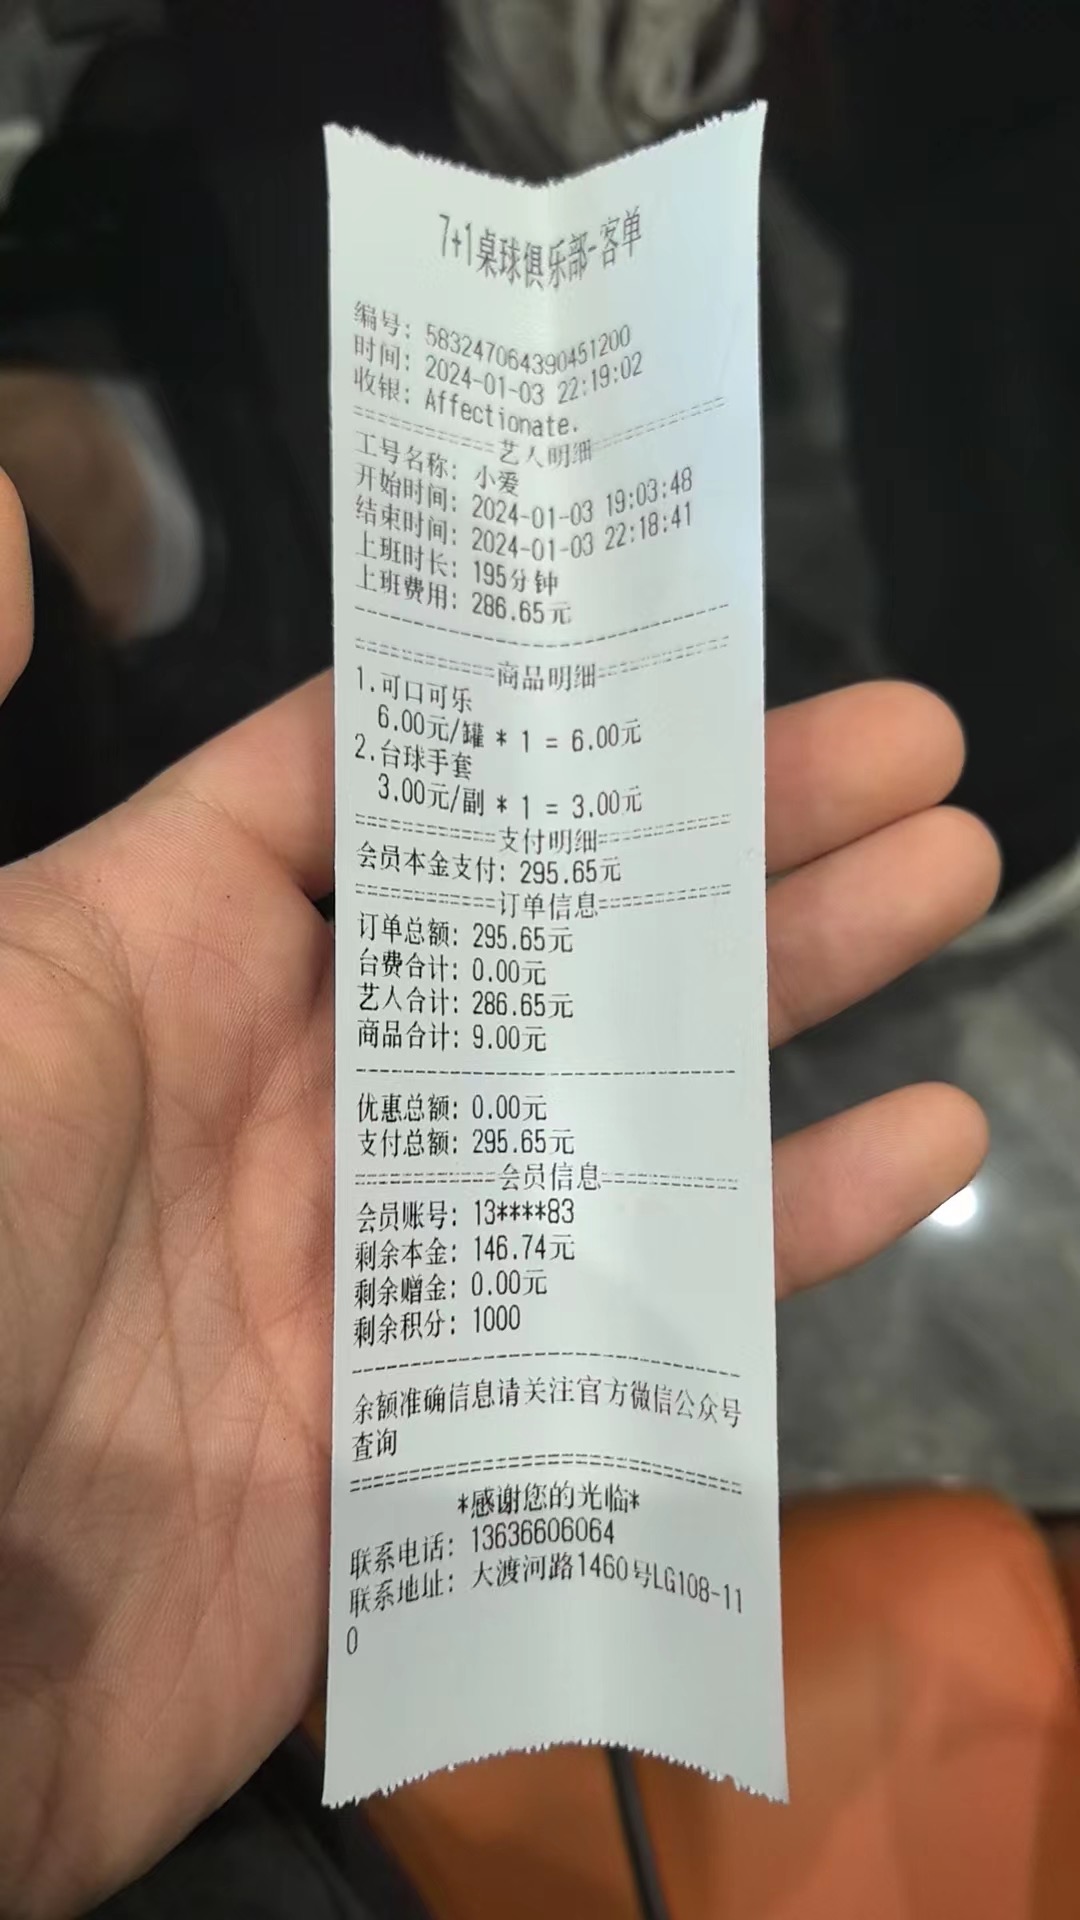 7+1桌球俱乐部-客单
编号: 583247064390451200
时间: 2024-01-03 22:19:02
收银: Affectionate.
============艺人明细============
工号名称: 小爱
开始时间: 2024-01-03 19:03:48
结束时间: 2024-01-03 22:18:41
上班时长: 195分钟
上班费用: 286.65元
--------------------------------
============商品明细============
1.可口可乐
6.00元/罐 * 1 = 6.00元
2.台球手套
3.00元/副 * 1 = 3.00元
============支付明细============
会员本金支付: 295.65元
============订单信息============
订单总额: 295.65元
台费合计: 0.00元
艺人合计: 286.65元
商品合计: 9.00元
--------------------------------
优惠总额: 0.00元
支付总额: 295.65元
============会员信息============
会员账号: 13****83
剩余本金: 146.74元
剩余赠金: 0.00元
剩余积分: 1000
--------------------------------
余额准确信息请关注官方微信公众号
查询
================================
*感谢您的光临*
联系电话: 13636606064
联系地址: 大渡河路1460号LG108-11
0